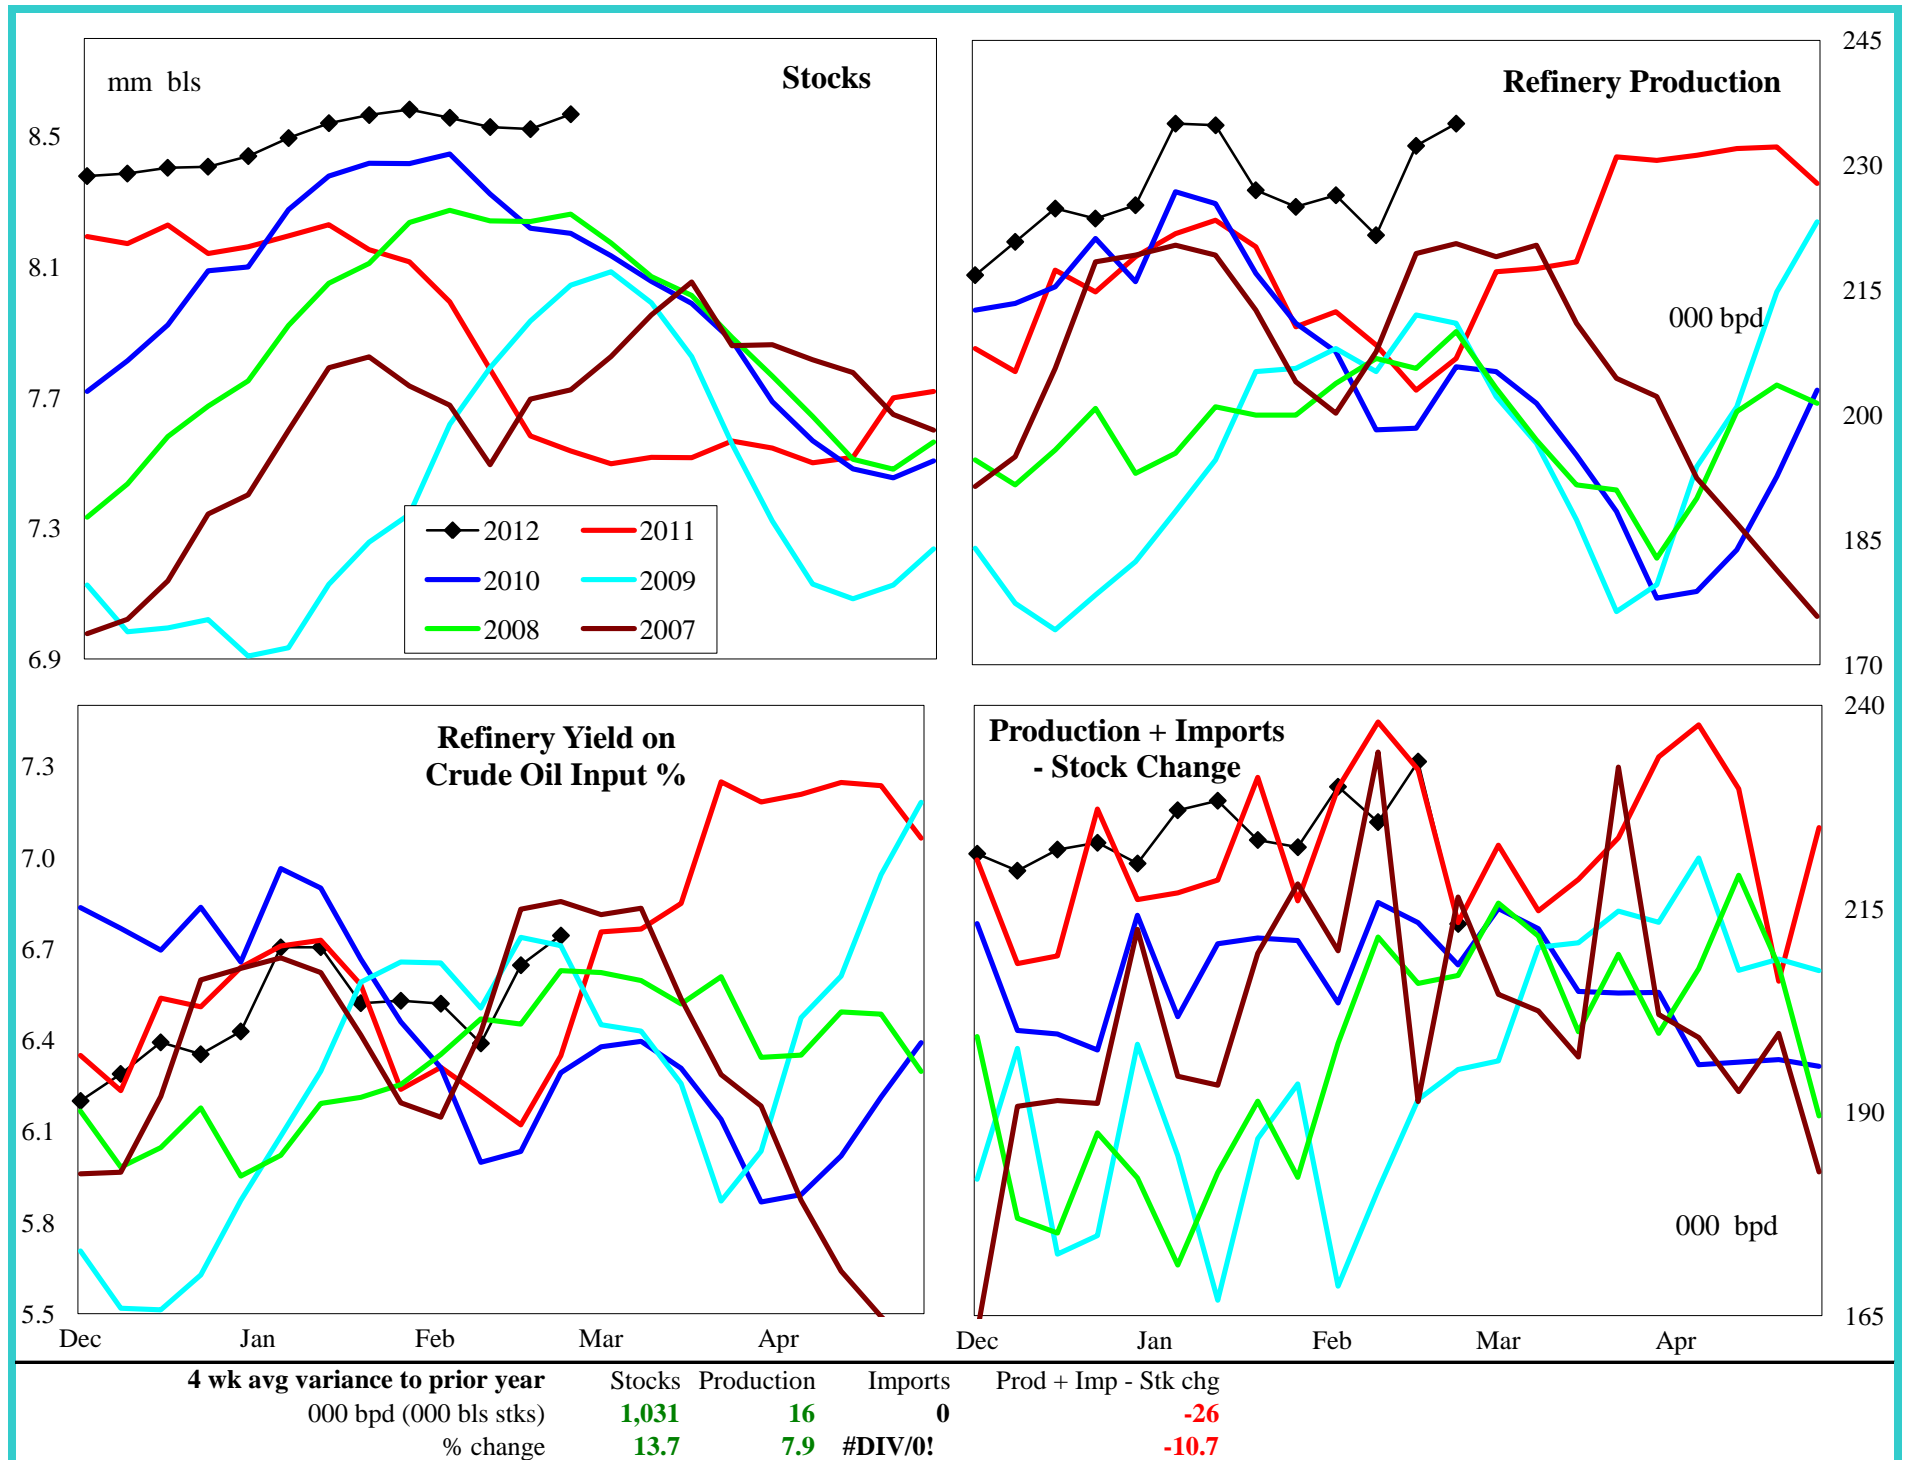 Stocks
mm bls
8.5
8.1
7.7
7.3
6.9
2012 2011
2010 2009
2008 2007
Refinery Production
000 bpd
245
230
215
200
185
170
Refinery Yield on
Crude Oil Input %
7.3
7.0
6.7
6.4
6.1
5.8
5.5
Dec Jan Feb Mar Apr
Production + Imports
- Stock Change
000 bpd
240
215
190
165
Dec Jan Feb Mar Apr
4 wk avg variance to prior year Stocks Production Imports Prod + Imp - Stk chg
000 bpd (000 bls stks) 1,031 16 0 -26
% change 13.7 7.9 #DIV/0! -10.7